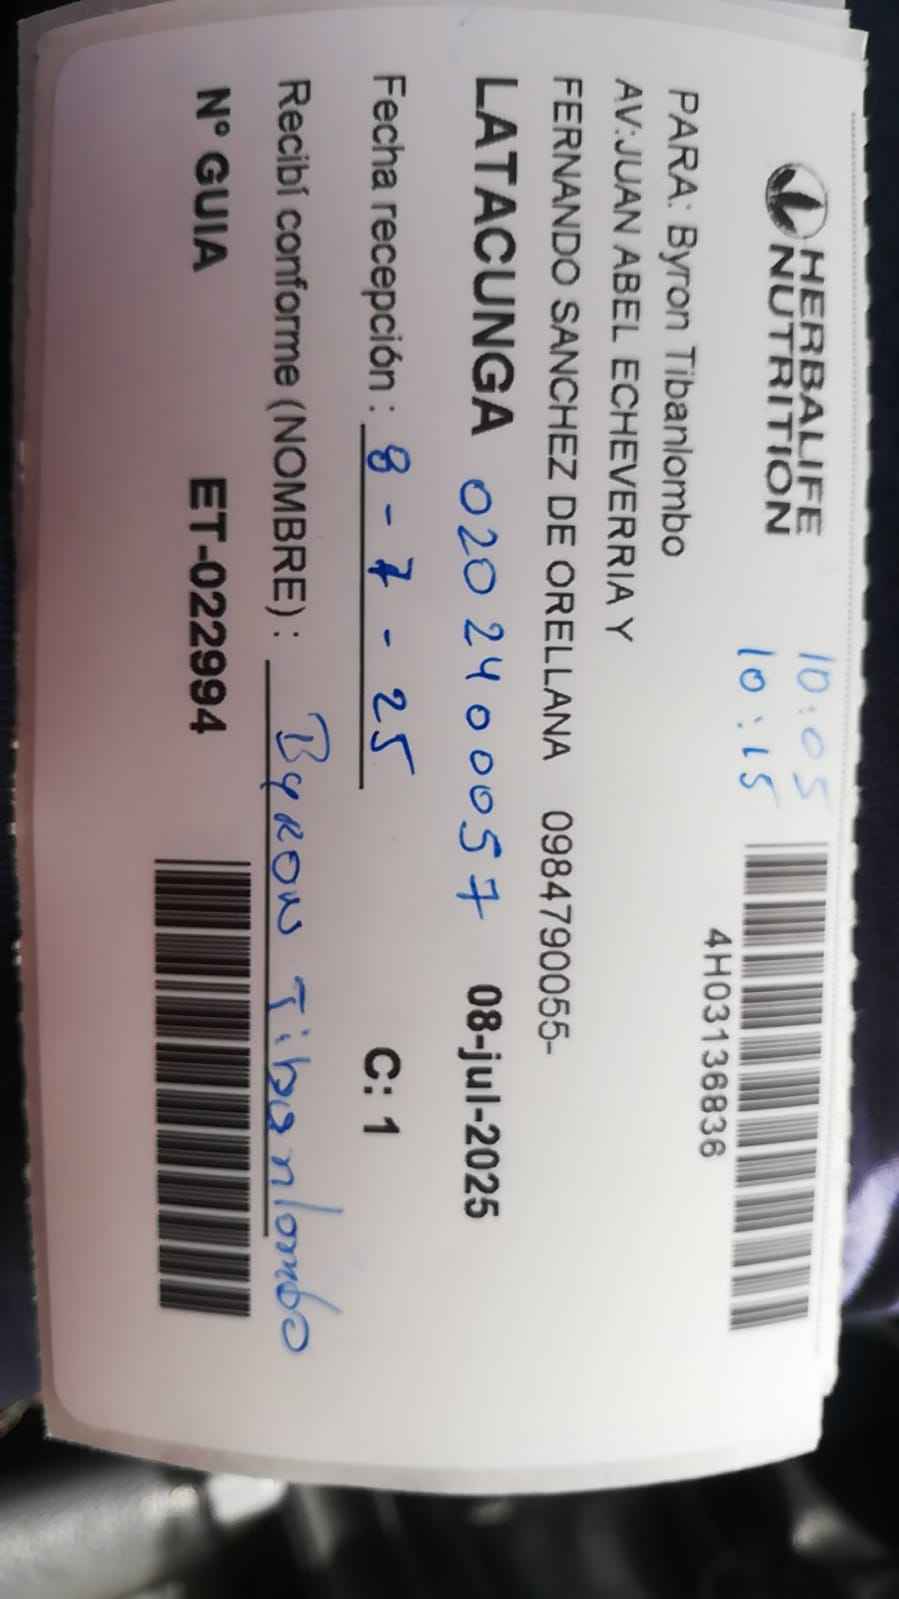 HERBALIFE
NUTRITION
10:05
10:15
4H03136836
PARA: Byron Tibanlombo
AV:JUAN ABEL ECHEVERRIA Y
FERNANDO SANCHEZ DE ORELLANA 0984790055-
LATACUNGA 0202400057 08-jul-2025
Fecha recepción : 8 - 7 - 25 C: 1
Recibí conforme (NOMBRE) : Byron Tibanlombo
Nº GUIA ET-022994